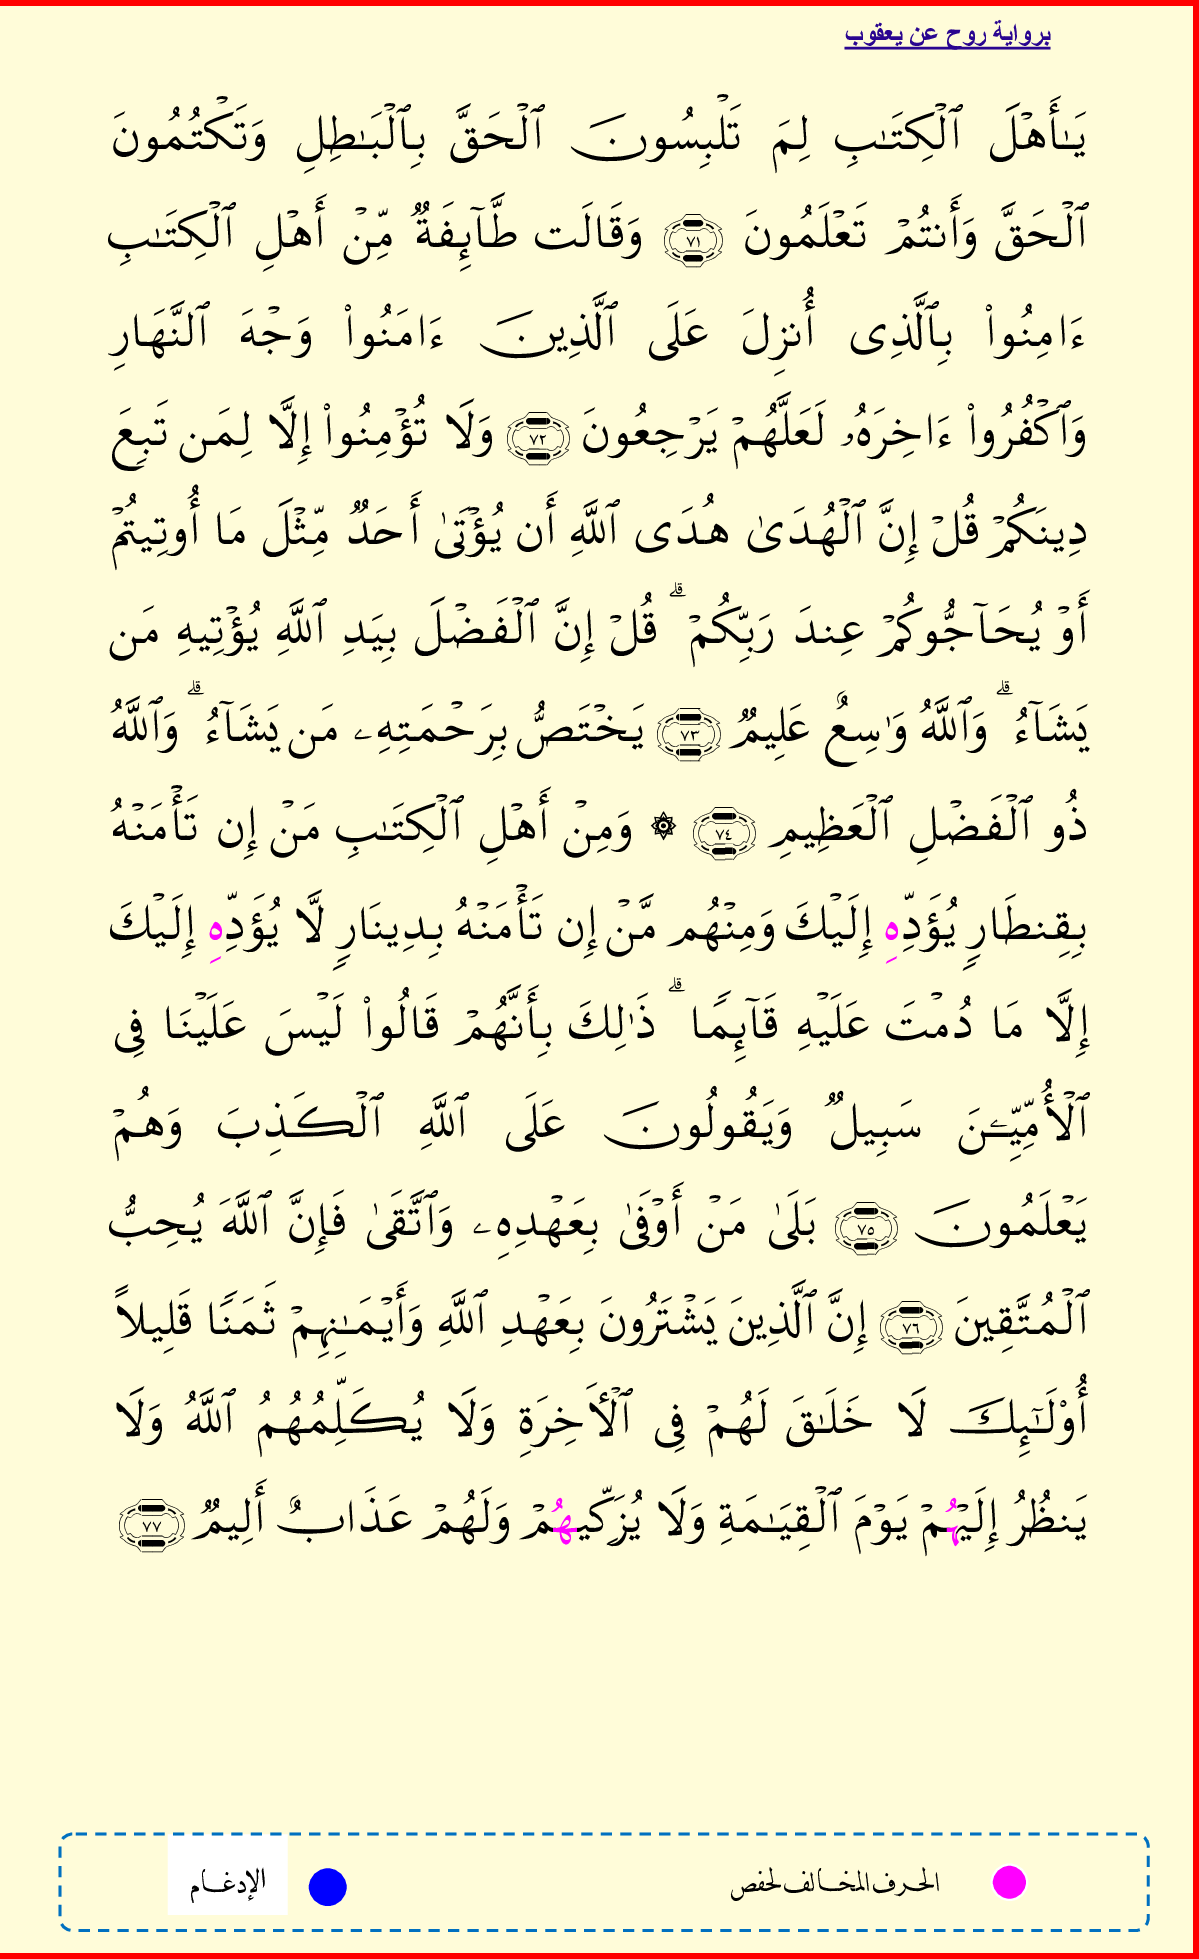 برواية روح عن يعقوب
يَـٰٓأَهْلَ ٱلْكِتَـٰبِ لِمَ تَلْبِسُونَ ٱلْحَقَّ بِٱلْبَـٰطِلِ وَتَكْتُمُونَ
ٱلْحَقَّ وَأَنتُمْ تَعْلَمُونَ ٧١ وَقَالَت طَّآئِفَةٌ مِّنْ أَهْلِ ٱلْكِتَـٰبِ
ءَامِنُوا۟ بِٱلَّذِى أُنزِلَ عَلَى ٱلَّذِينَ ءَامَنُوا۟ وَجْهَ ٱلنَّهَارِ
وَٱكْفُرُوا۟ ءَاخِرَهُۥ لَعَلَّهُمْ يَرْجِعُونَ ٧٢ وَلَا تُؤْمِنُوا۟ إِلَّا لِمَن تَبِعَ
دِينَكُمْ قُلْ إِنَّ ٱلْهُدَىٰ هُدَى ٱللَّهِ أَن يُؤْتَىٰ أَحَدٌ مِّثْلَ مَا أُوتِيتُمْ
أَوْ يُحَآجُّوكُمْ عِندَ رَبِّكُمْ ۗ قُلْ إِنَّ ٱلْفَضْلَ بِيَدِ ٱللَّهِ يُؤْتِيهِ مَن
يَشَآءُ ۗ وَٱللَّهُ وَٰسِعٌ عَلِيمٌ ٧٣ يَخْتَصُّ بِرَحْمَتِهِۦ مَن يَشَآءُ ۗ وَٱللَّهُ
ذُو ٱلْفَضْلِ ٱلْعَظِيمِ ٧٤ ۞ وَمِنْ أَهْلِ ٱلْكِتَـٰبِ مَنْ إِن تَأْمَنْهُ
بِقِنطَارٍ يُؤَدِّهِ إِلَيْكَ وَمِنْهُم مَّنْ إِن تَأْمَنْهُ بِدِينَارٍ لَّا يُؤَدِّهِ إِلَيْكَ
إِلَّا مَا دُمْتَ عَلَيْهِ قَآئِمًا ۗ ذَٰلِكَ بِأَنَّهُمْ قَالُوا۟ لَيْسَ عَلَيْنَا فِى
ٱلْأُمِّيِّـۧنَ سَبِيلٌ وَيَقُولُونَ عَلَى ٱللَّهِ ٱلْكَذِبَ وَهُمْ
يَعْلَمُونَ ٧٥ بَلَىٰ مَنْ أَوْفَىٰ بِعَهْدِهِۦ وَٱتَّقَىٰ فَإِنَّ ٱللَّهَ يُحِبُّ
ٱلْمُتَّقِينَ ٧٦ إِنَّ ٱلَّذِينَ يَشْتَرُونَ بِعَهْدِ ٱللَّهِ وَأَيْمَـٰنِهِمْ ثَمَنًا قَلِيلاً
أُو۟لَـٰٓئِكَ لَا خَلَـٰقَ لَهُمْ فِى ٱلْأَخِرَةِ وَلَا يُكَلِّمُهُمُ ٱللَّهُ وَلَا
يَنظُرُ إِلَيْهُمْ يَوْمَ ٱلْقِيَـٰمَةِ وَلَا يُزَكِّيهُمْ وَلَهُمْ عَذَابٌ أَلِيمٌ ٧٧
الحرف المخالف لحفص
الإدغام